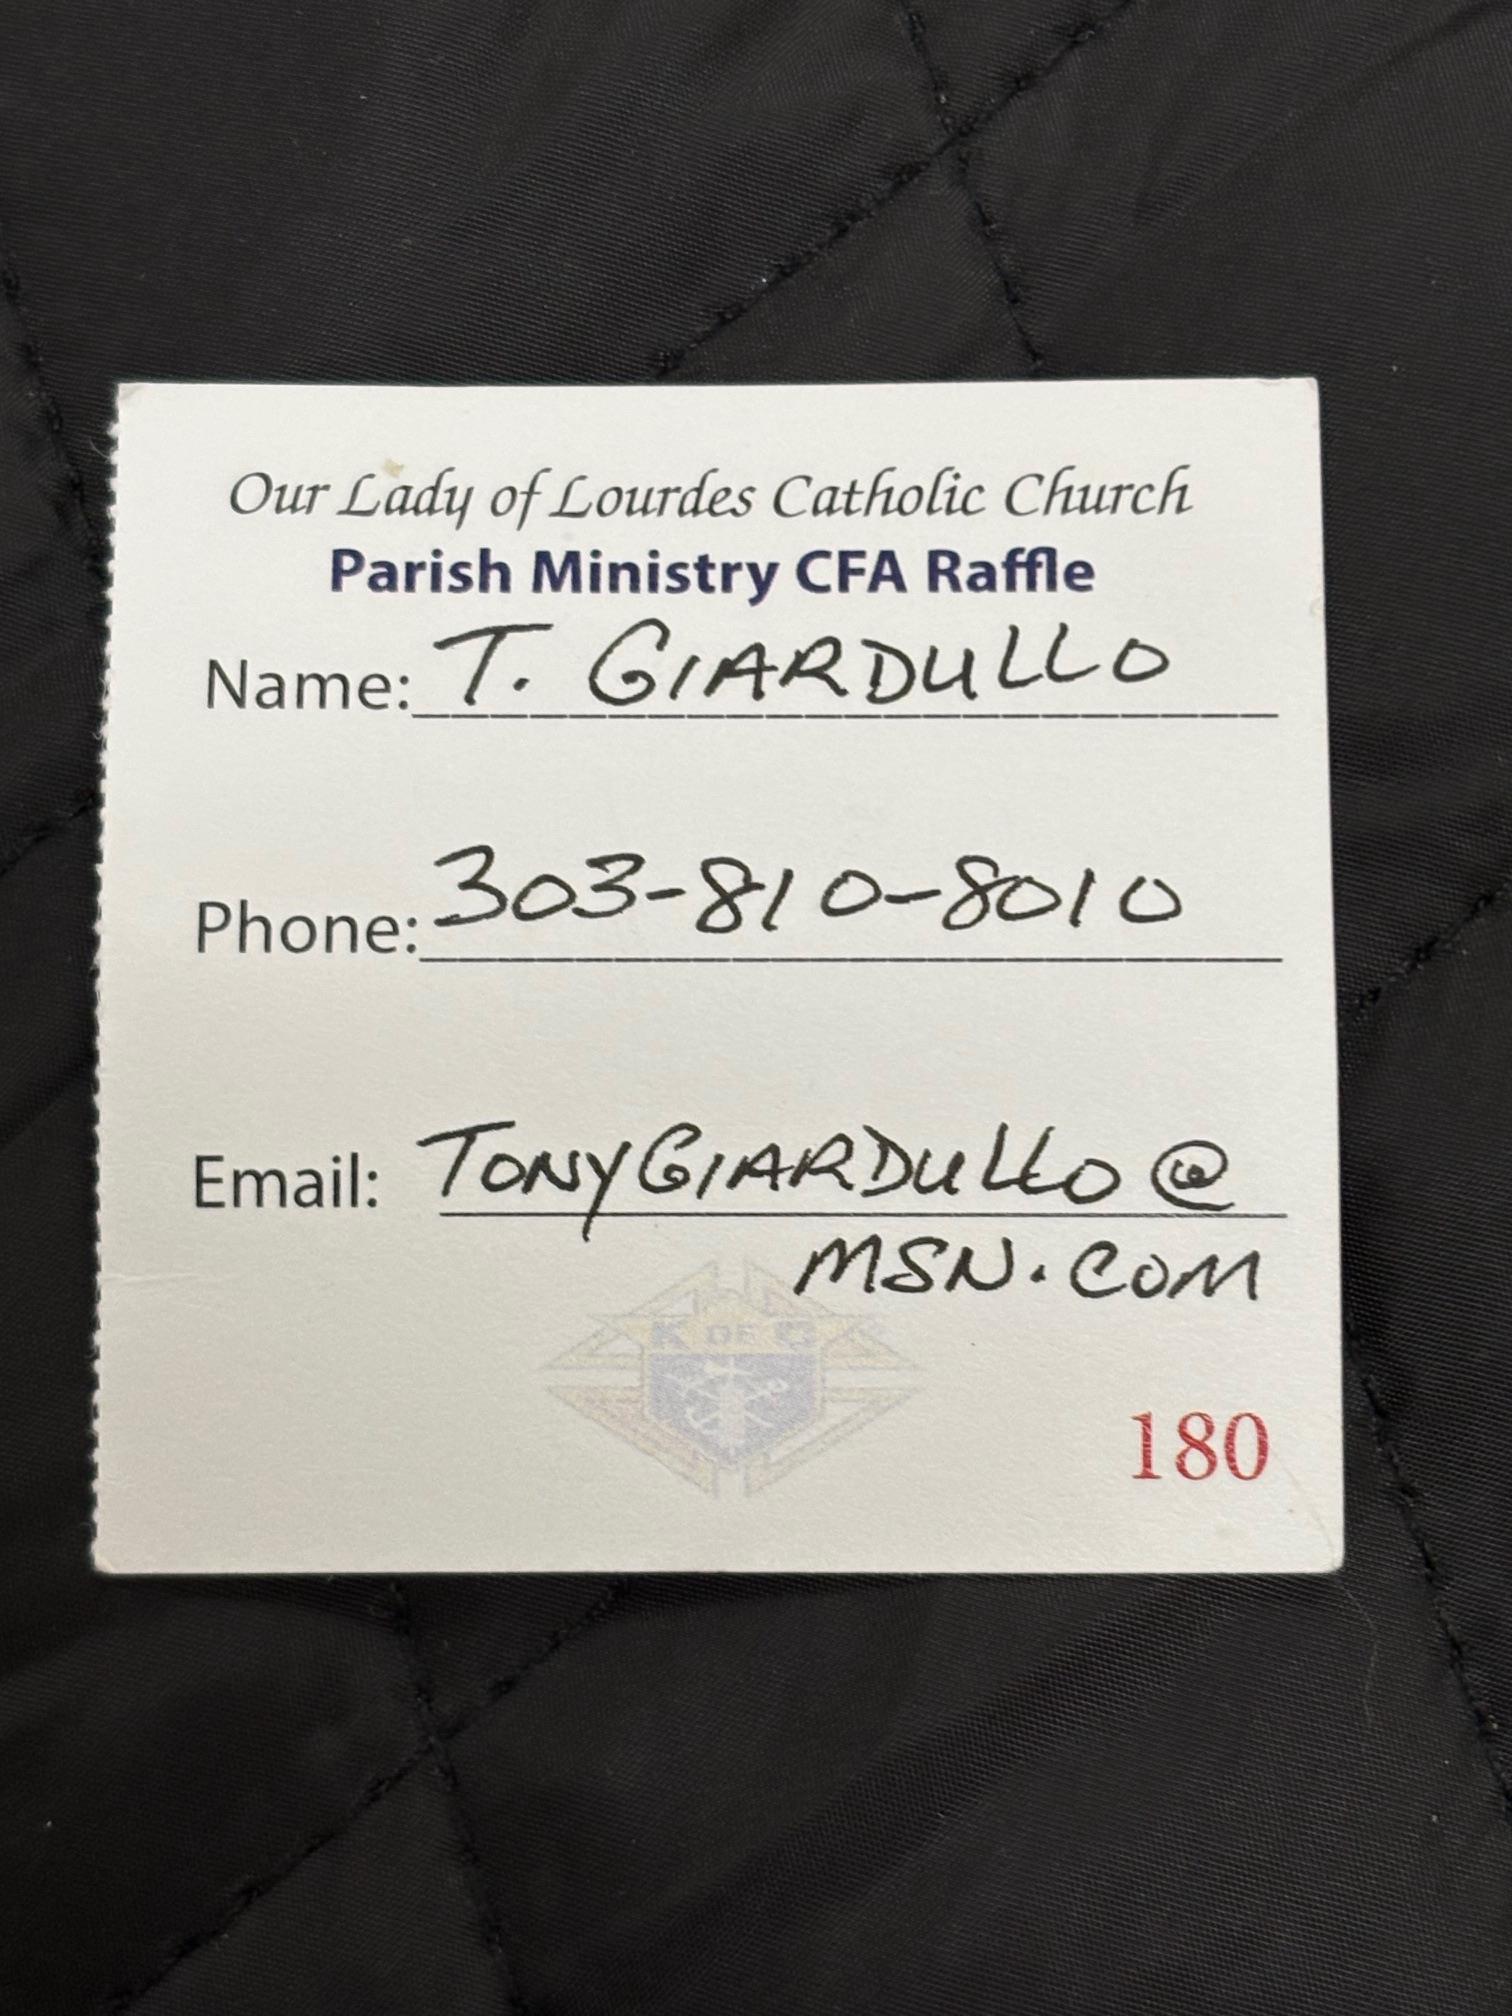 Our Lady of Lourdes Catholic Church
Parish Ministry CFA Raffle
Name: T. GIARDULLO
Phone: 303-810-8010
Email: TONYGIARDULLO@
MSN.COM
K OF C
180